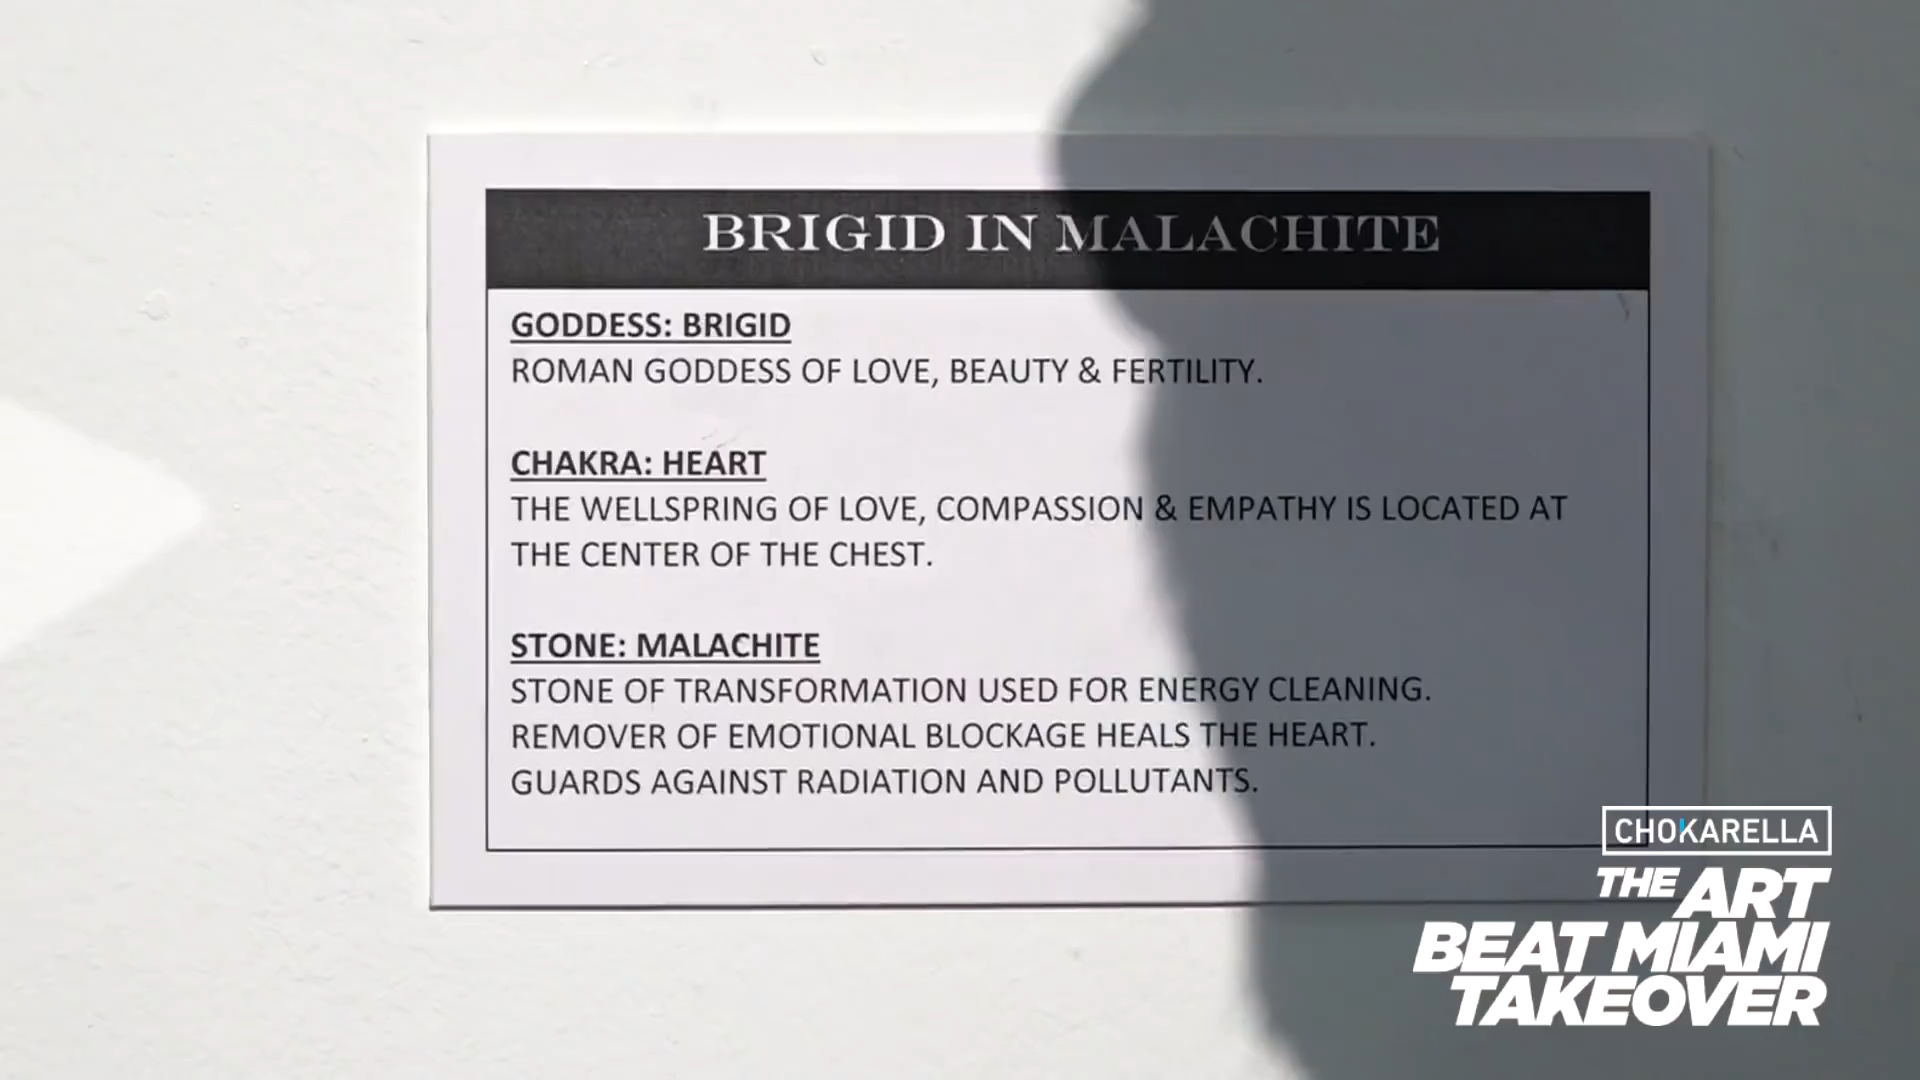 BRIGID IN MALACHITE
GODDESS: BRIGID
ROMAN GODDESS OF LOVE, BEAUTY & FERTILITY.
CHAKRA: HEART
THE WELLSPRING OF LOVE, COMPASSION & EMPATHY IS LOCATED AT
THE CENTER OF THE CHEST.
STONE: MALACHITE
STONE OF TRANSFORMATION USED FOR ENERGY CLEANING.
REMOVER OF EMOTIONAL BLOCKAGE HEALS THE HEART.
GUARDS AGAINST RADIATION AND POLLUTANTS.
CHOKARELLA
THE ART
BEAT MIAMI
TAKEOVER